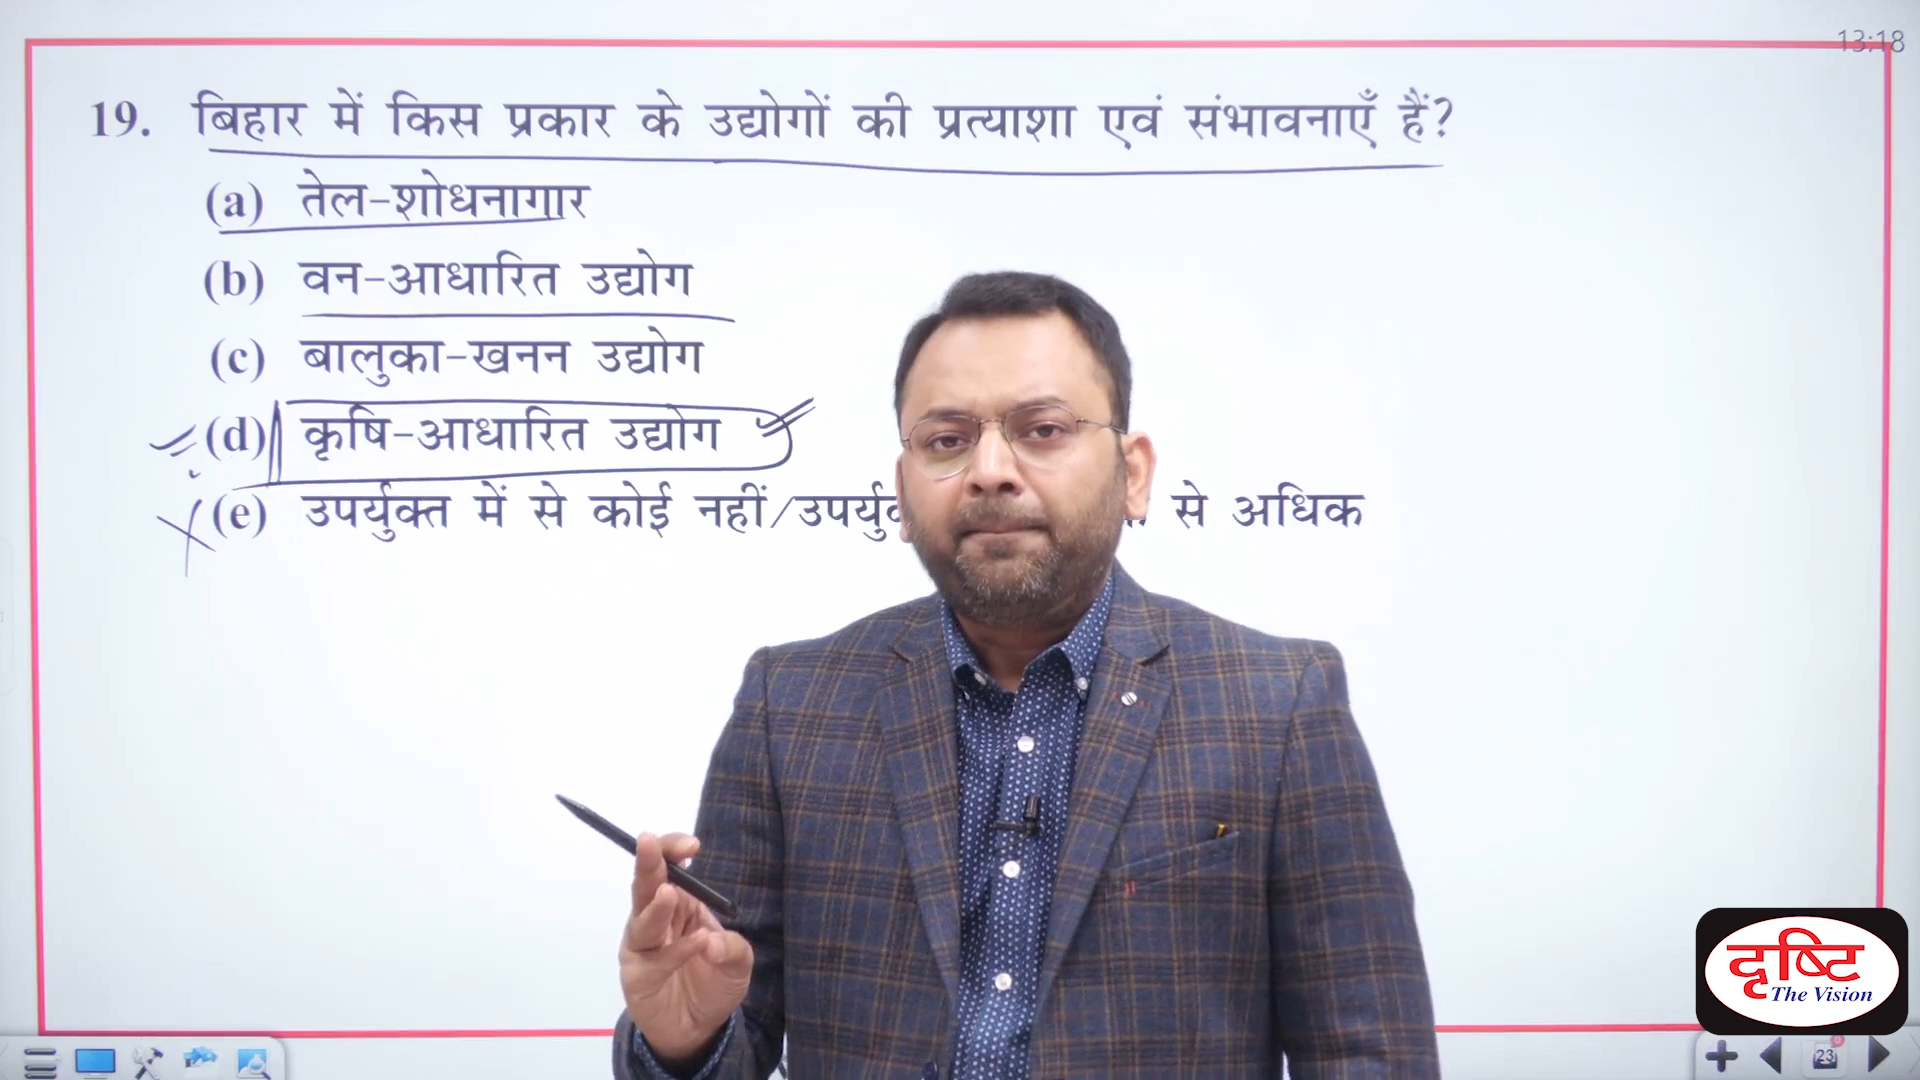 13:18
19. बिहार में किस प्रकार के उद्योगों की प्रत्याशा एवं संभावनाएँ हैं?
(a) तेल-शोधनागार
(b) वन-आधारित उद्योग
(c) बालुका-खनन उद्योग
(d) कृषि-आधारित उद्योग
(e) उपर्युक्त में से कोई नहीं/ से अधिक
दृष्टि
The Vision
23